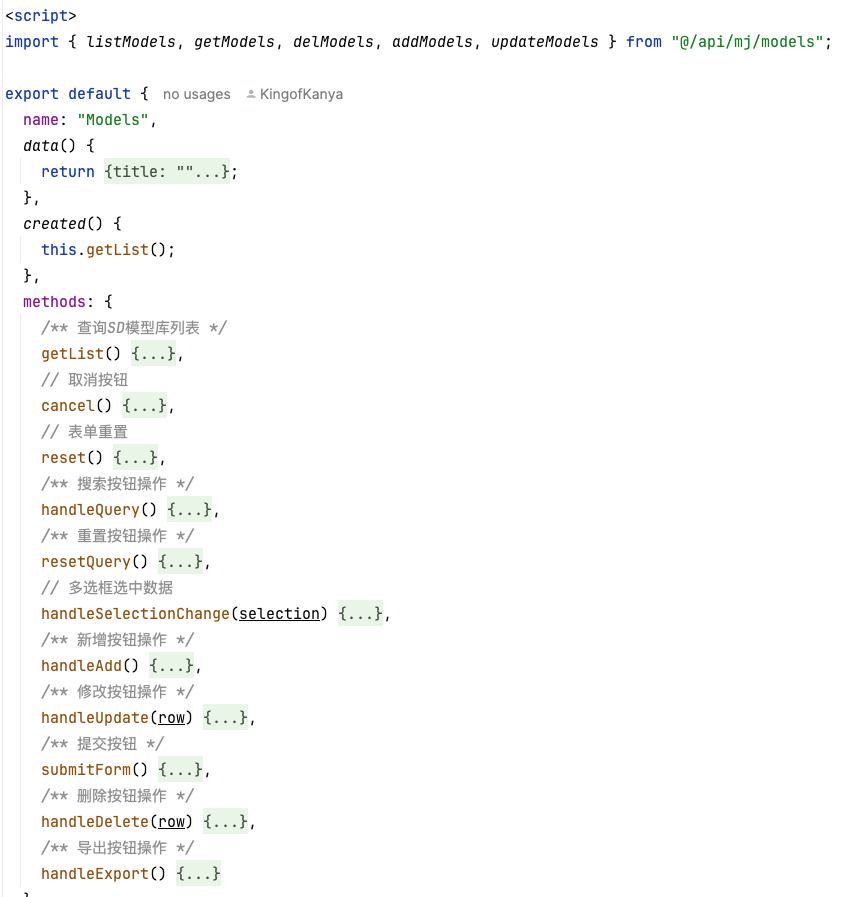 <script>
import { listModels, getModels, delModels, addModels, updateModels } from "@/api/mj/models";
export default { no usages KingofKanya
name: "Models",
data() {
return {title: ""...};
},
created() {
this.getList();
},
methods: {
/** 查询SD模型库列表 */
getList() {...},
// 取消按钮
cancel() {...},
// 表单重置
reset() {...},
/** 搜索按钮操作 */
handleQuery() {...},
/** 重置按钮操作 */
resetQuery() {...},
// 多选框选中数据
handleSelectionChange(selection) {...},
/** 新增按钮操作 */
handleAdd() {...},
/** 修改按钮操作 */
handleUpdate(row) {...},
/** 提交按钮 */
submitForm() {...},
/** 删除按钮操作 */
handleDelete(row) {...},
/** 导出按钮操作 */
handleExport() {...}